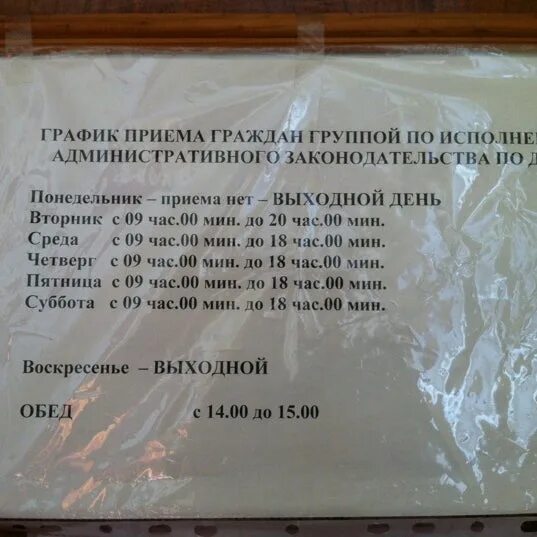 ГРАФИК ПРИЕМА ГРАЖДАН ГРУППОЙ ПО
АДМИНИСТРАТИВНОГО ЗАКОНОДАТЕЛЬСТВА ПО
Понедельник – приема нет – ВЫХОДНОЙ ДЕНЬ
Вторник с 09 час.00 мин. до 20 час.00 мин.
Среда с 09 час.00 мин. до 18 час.00 мин.
Четверг с 09 час.00 мин. до 18 час.00 мин.
Пятница с 09 час.00 мин. до 18 час.00 мин.
Суббота с 09 час.00 мин. до 18 час.00 мин.
Воскресенье – ВЫХОДНОЙ
ОБЕД с 14.00 до 15.00